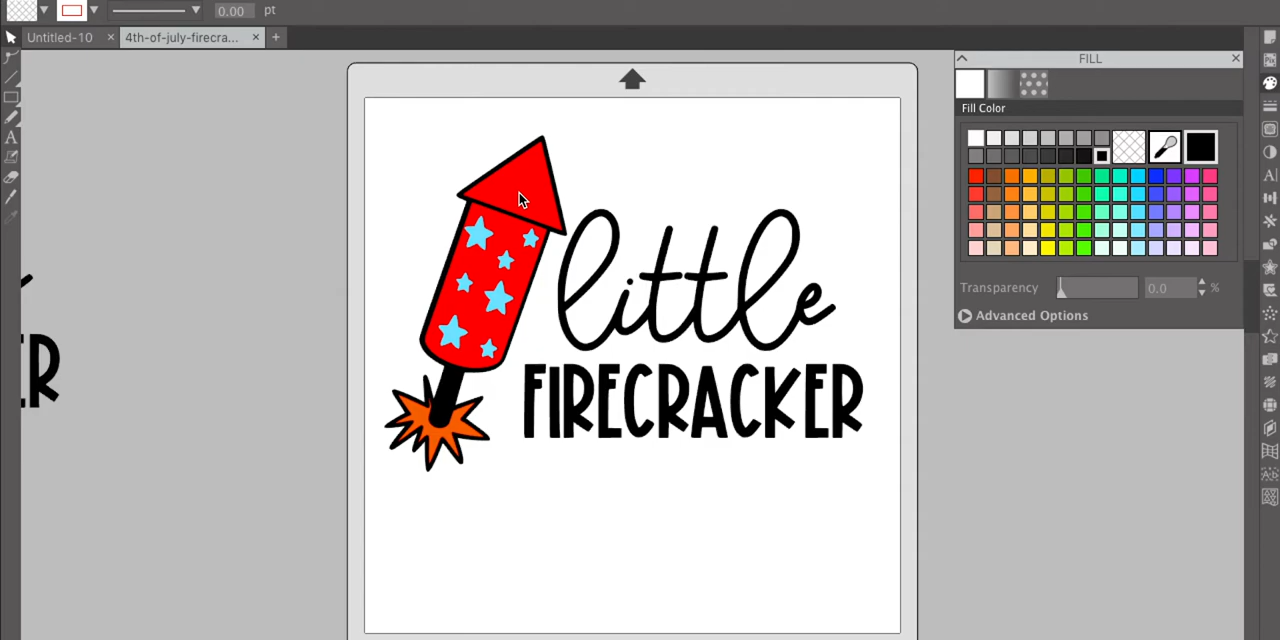 0.00 pt
Untitled-10 × 4th-of-july-firecra... × +
FILL
Fill Color
little
FIRECRACKER
ER
Transparency 0.0 %
Advanced Options